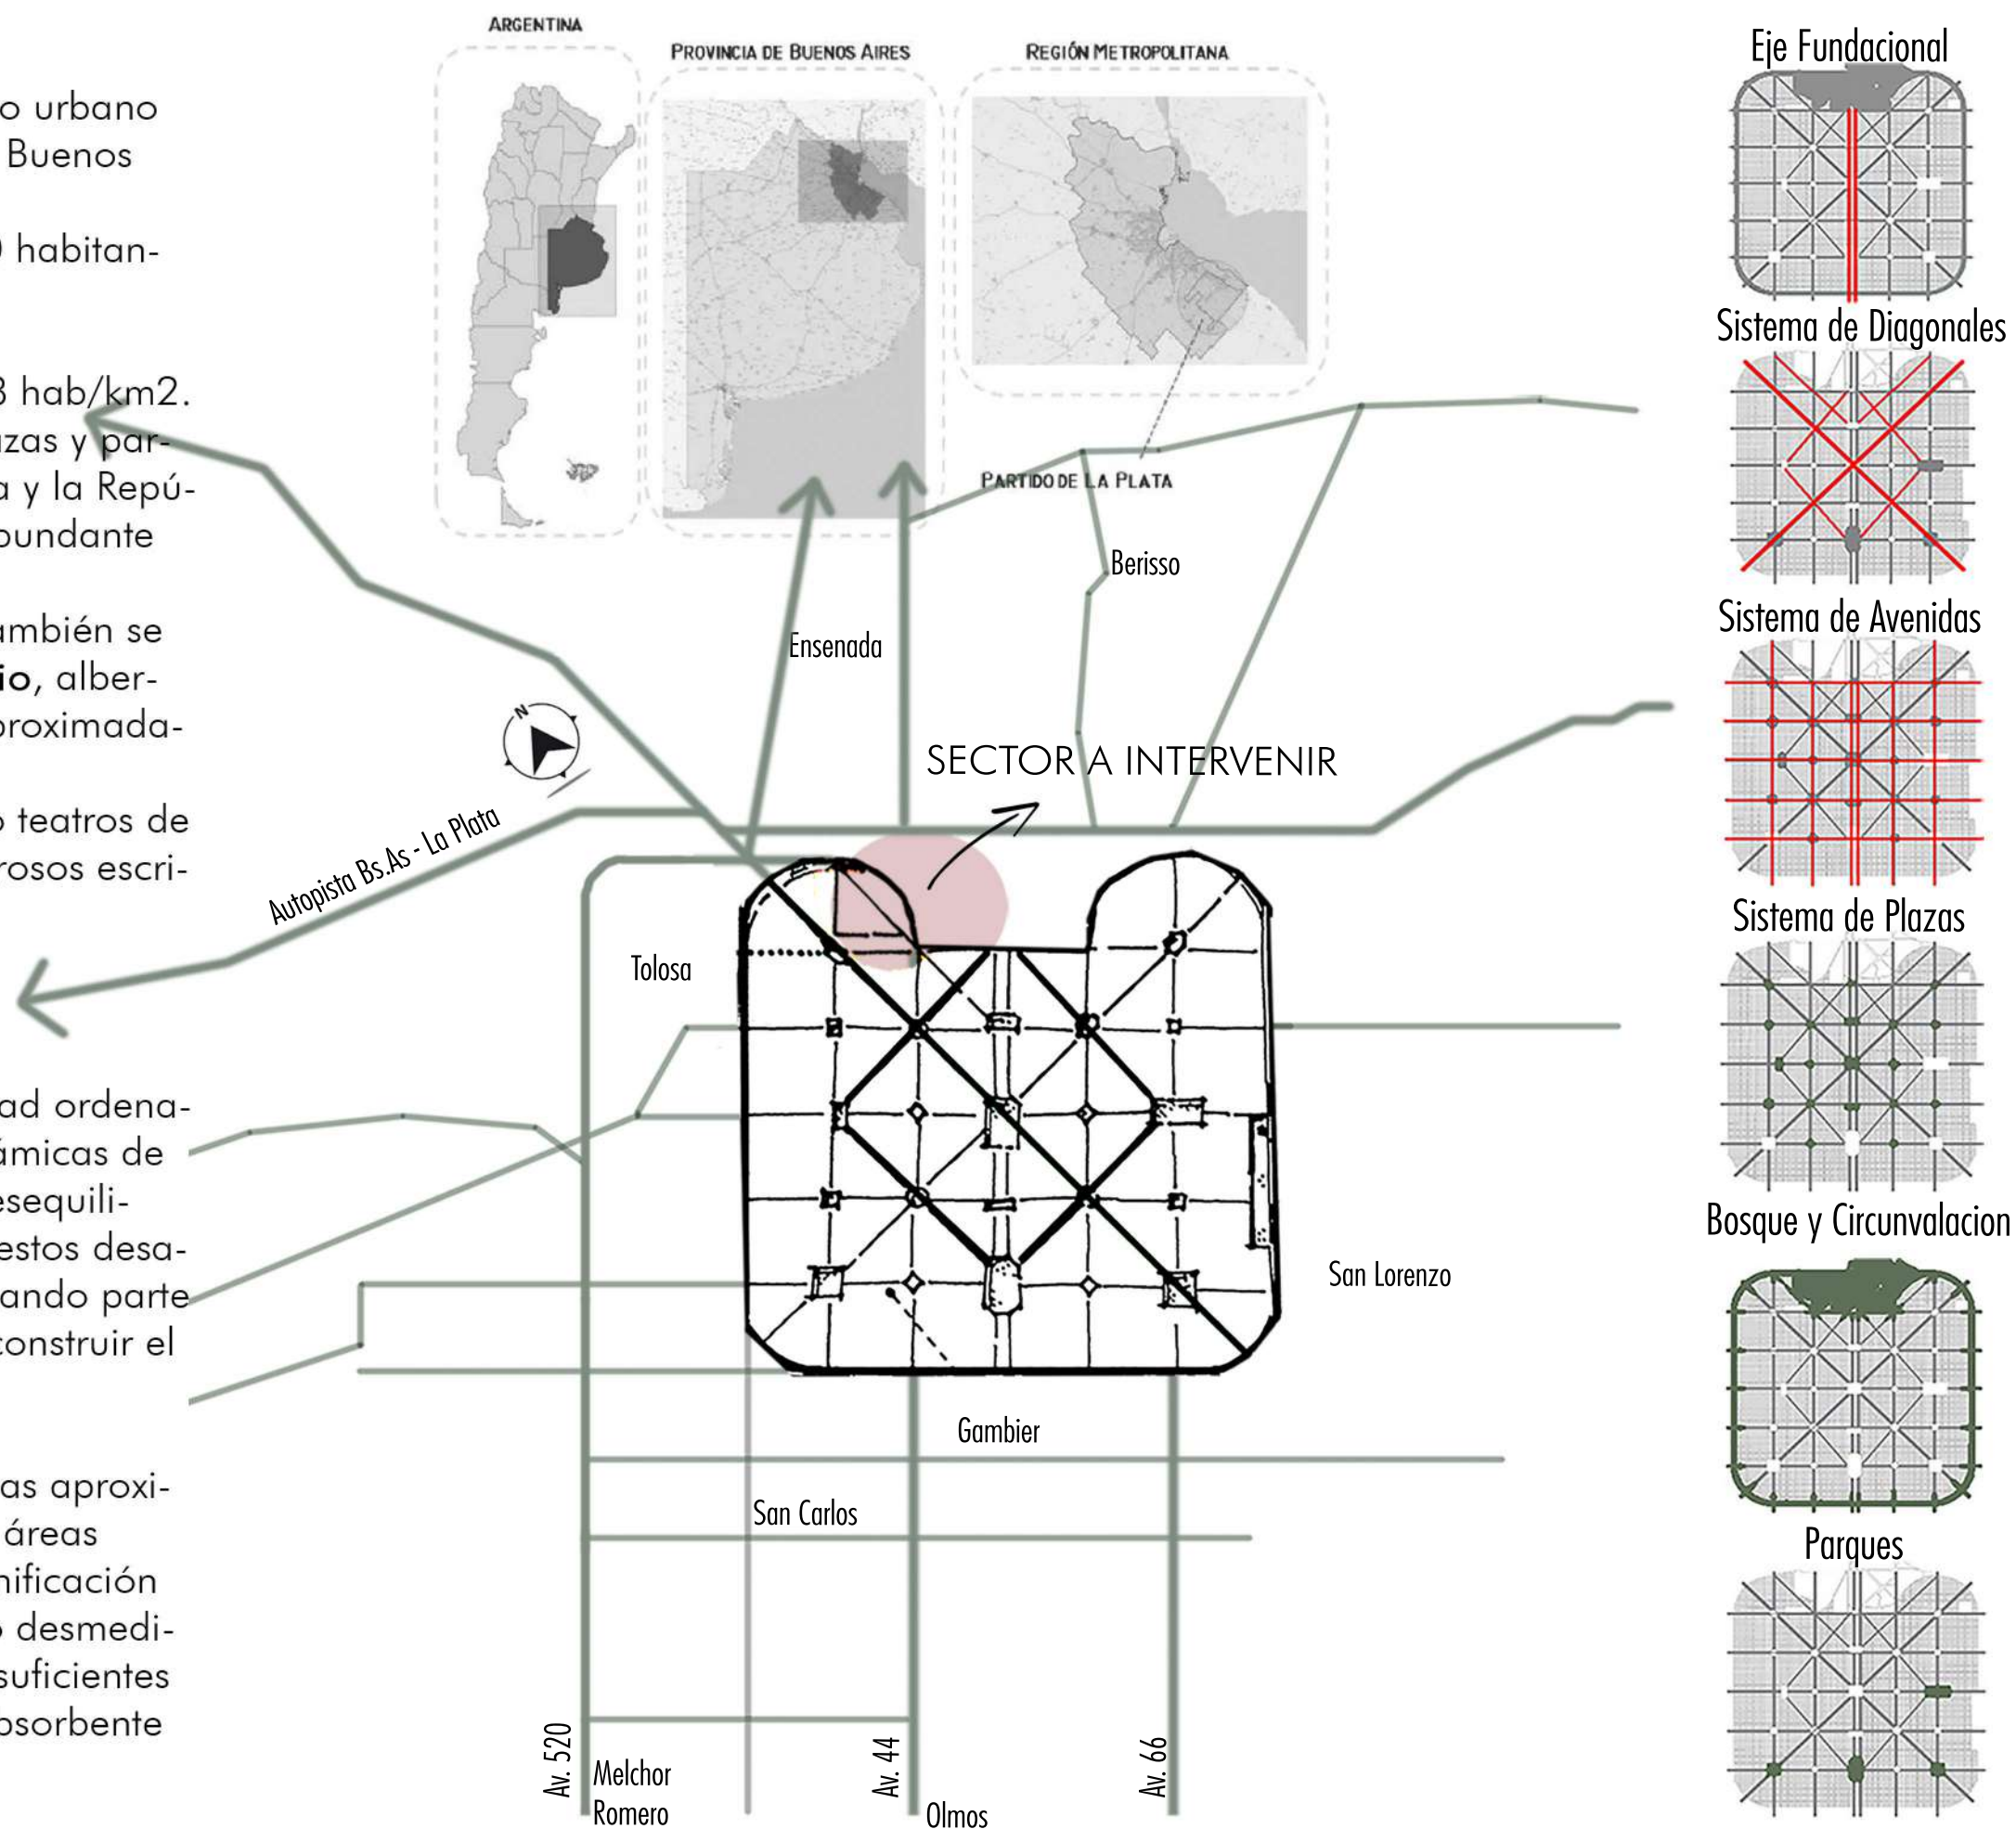 o urbano
Buenos
habitan-
3 hab/km2.
zas y par-
a y la Repú-
bundante
ambién se
io, alber-
proximada-
o teatros de
rosos escri-
ad ordena-
ámicas de
esequili-
estos desa-
ando parte
construir el
as aproxi-
áreas
nificación
o desmedi-
suficientes
bsorbente
ARGENTINA
PROVINCIA DE BUENOS AIRES
REGIÓN METROPOLITANA
PARTIDO DE LA PLATA
Berisso
Ensenada
N
SECTOR A INTERVENIR
Autopista Bs.As - La Plata
Tolosa
San Lorenzo
Gambier
San Carlos
Av. 520
Melchor
Romero
Av. 44
Olmos
Av. 66
Eje Fundacional
Sistema de Diagonales
Sistema de Avenidas
Sistema de Plazas
Bosque y Circunvalacion
Parques